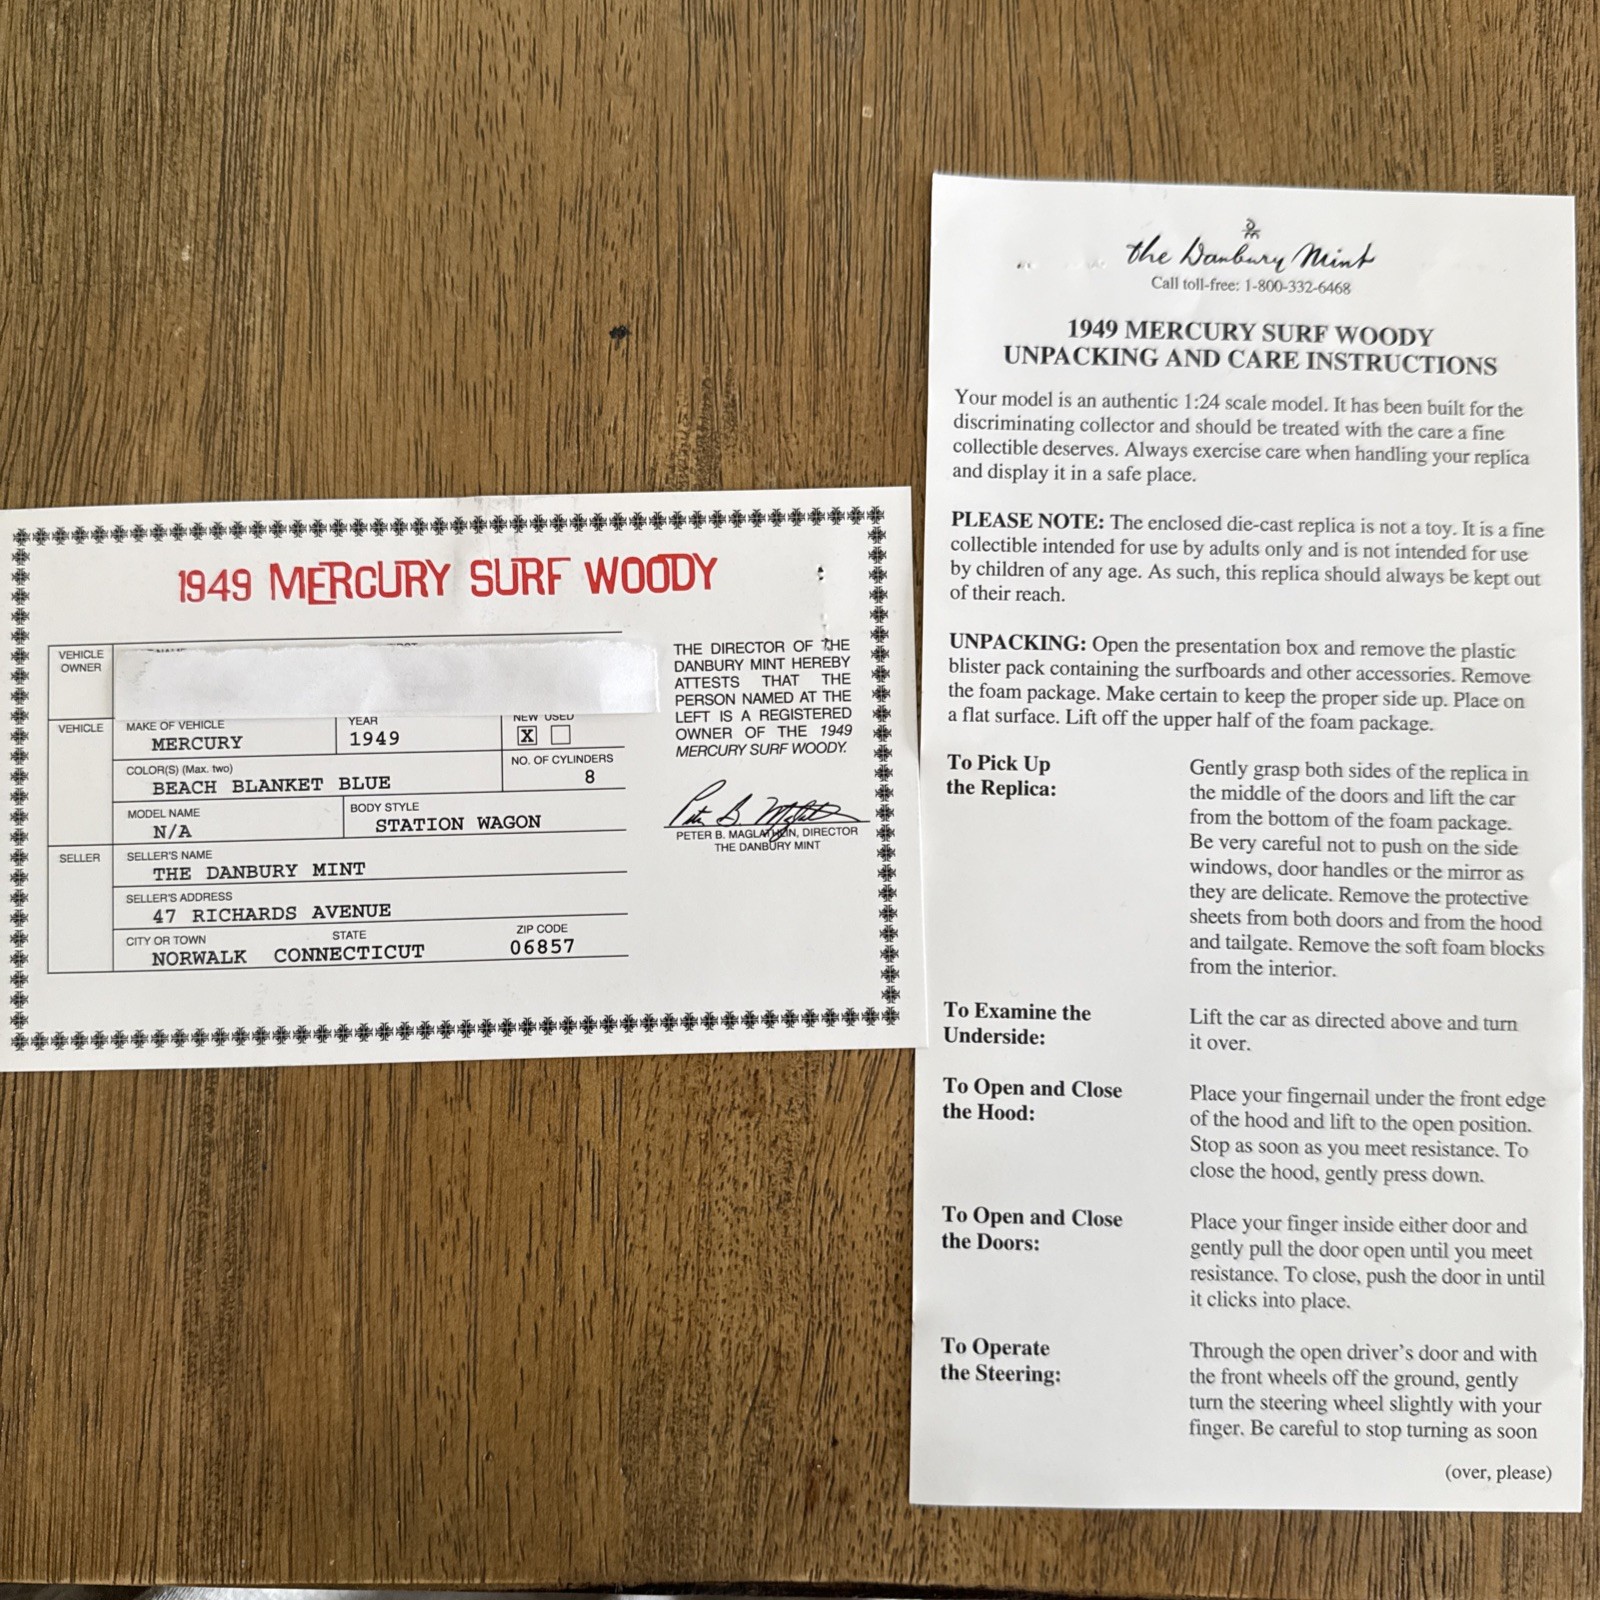 1949 MERCURY SURF WOODY
VEHICLE
OWNER
VEHICLE
MAKE OF VEHICLE
MERCURY
YEAR
1949
NEW USED
X
COLOR(S) (Max. two)
BEACH BLANKET BLUE
NO. OF CYLINDERS
8
MODEL NAME
N/A
BODY STYLE
STATION WAGON
SELLER
SELLER'S NAME
THE DANBURY MINT
SELLER'S ADDRESS
47 RICHARDS AVENUE
CITY OR TOWN
NORWALK
STATE
CONNECTICUT
ZIP CODE
06857
THE DIRECTOR OF THE
DANBURY MINT HEREBY
ATTESTS THAT THE
PERSON NAMED AT THE
LEFT IS A REGISTERED
OWNER OF THE 1949
MERCURY SURF WOODY.
PETER B. MAGLATHLIN, DIRECTOR
THE DANBURY MINT
the Danbury Mint
Call toll-free: 1-800-332-6468
1949 MERCURY SURF WOODY
UNPACKING AND CARE INSTRUCTIONS
Your model is an authentic 1:24 scale model. It has been built for the
discriminating collector and should be treated with the care a fine
collectible deserves. Always exercise care when handling your replica
and display it in a safe place.
PLEASE NOTE: The enclosed die-cast replica is not a toy. It is a fine
collectible intended for use by adults only and is not intended for use
by children of any age. As such, this replica should always be kept out
of their reach.
UNPACKING: Open the presentation box and remove the plastic
blister pack containing the surfboards and other accessories. Remove
the foam package. Make certain to keep the proper side up. Place on
a flat surface. Lift off the upper half of the foam package.
To Pick Up
the Replica:
Gently grasp both sides of the replica in
the middle of the doors and lift the car
from the bottom of the foam package.
Be very careful not to push on the side
windows, door handles or the mirror as
they are delicate. Remove the protective
sheets from both doors and from the hood
and tailgate. Remove the soft foam blocks
from the interior.
To Examine the
Underside:
Lift the car as directed above and turn
it over.
To Open and Close
the Hood:
Place your fingernail under the front edge
of the hood and lift to the open position.
Stop as soon as you meet resistance. To
close the hood, gently press down.
To Open and Close
the Doors:
Place your finger inside either door and
gently pull the door open until you meet
resistance. To close, push the door in until
it clicks into place.
To Operate
the Steering:
Through the open driver's door and with
the front wheels off the ground, gently
turn the steering wheel slightly with your
finger. Be careful to stop turning as soon
(over, please)